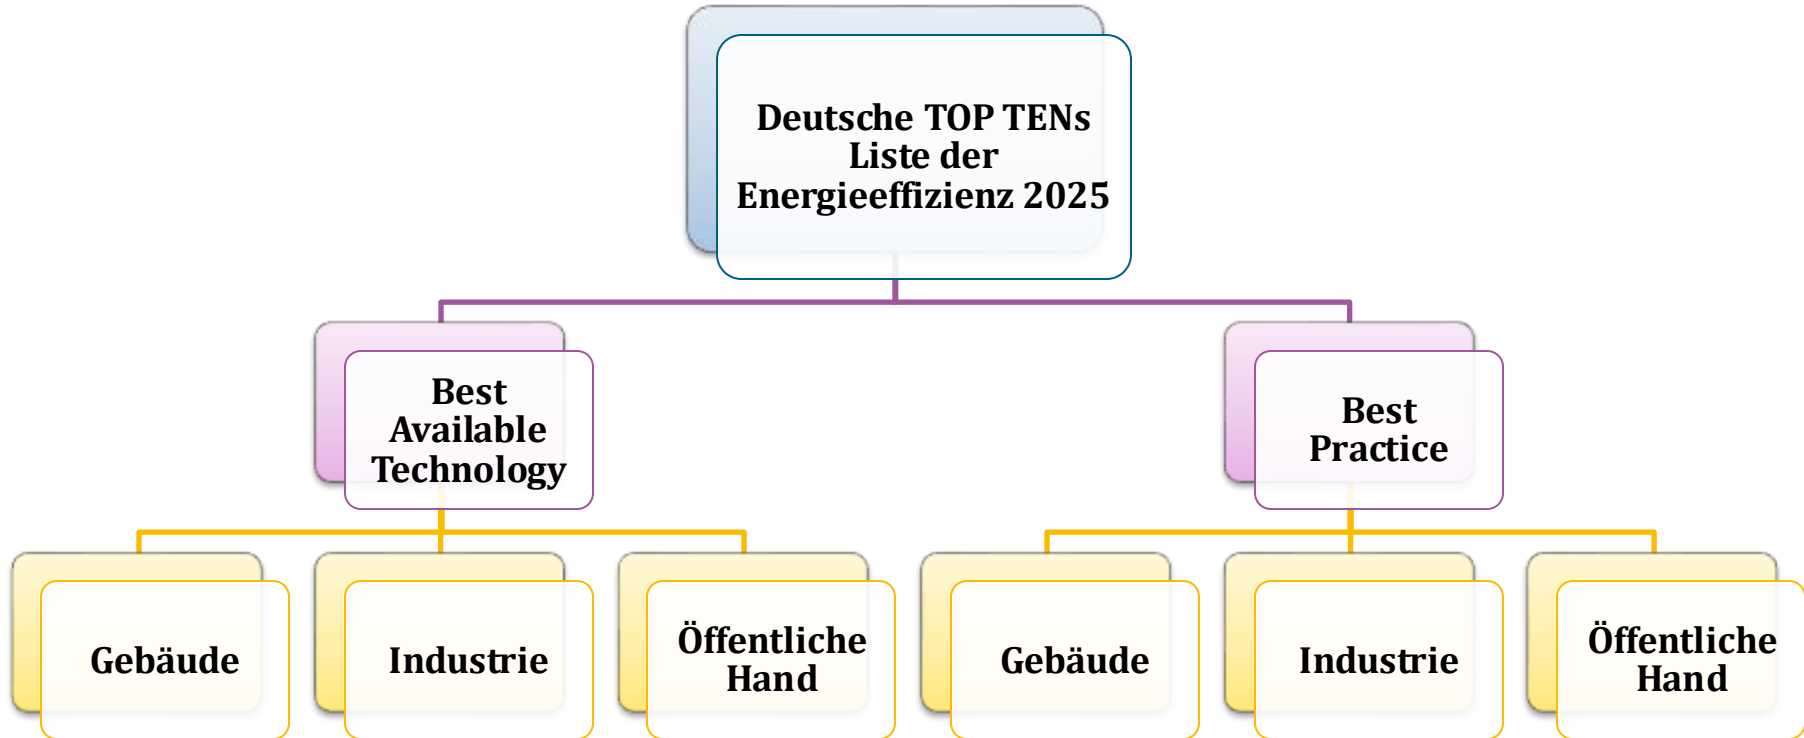 Deutsche TOP TENs
Liste der
Energieeffizienz 2025
Best
Available
Technology
Best
Practice
Gebäude
Industrie
Öffentliche
Hand
Gebäude
Industrie
Öffentliche
Hand